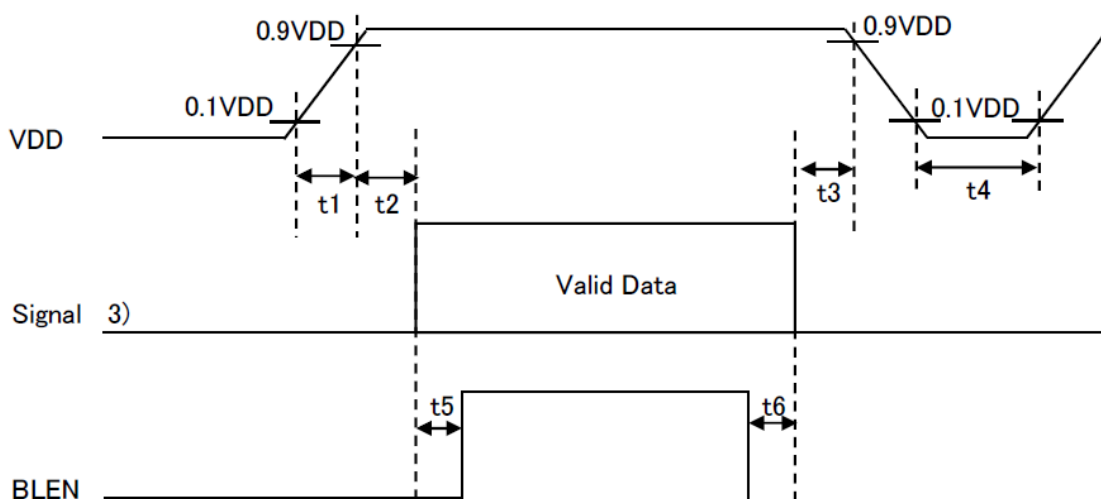 0.9VDD
0.9VDD
0.1VDD
0.1VDD
VDD
t1
t2
t3
t4
Valid Data
Signal 3)
t5
t6
BLEN